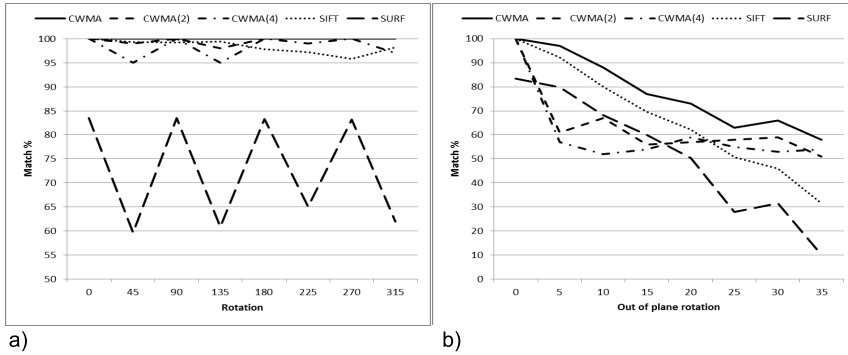 CWMA CWMA(2) CWMA(4) SIFT SURF
100
95
90
85
80
75
70
65
60
55
50
Match %
0 45 90 135 180 225 270 315
Rotation
a)
CWMA CWMA(2) CWMA(4) SIFT SURF
100
90
80
70
60
50
40
30
20
10
0
Match %
0 5 10 15 20 25 30 35
Out of plane rotation
b)